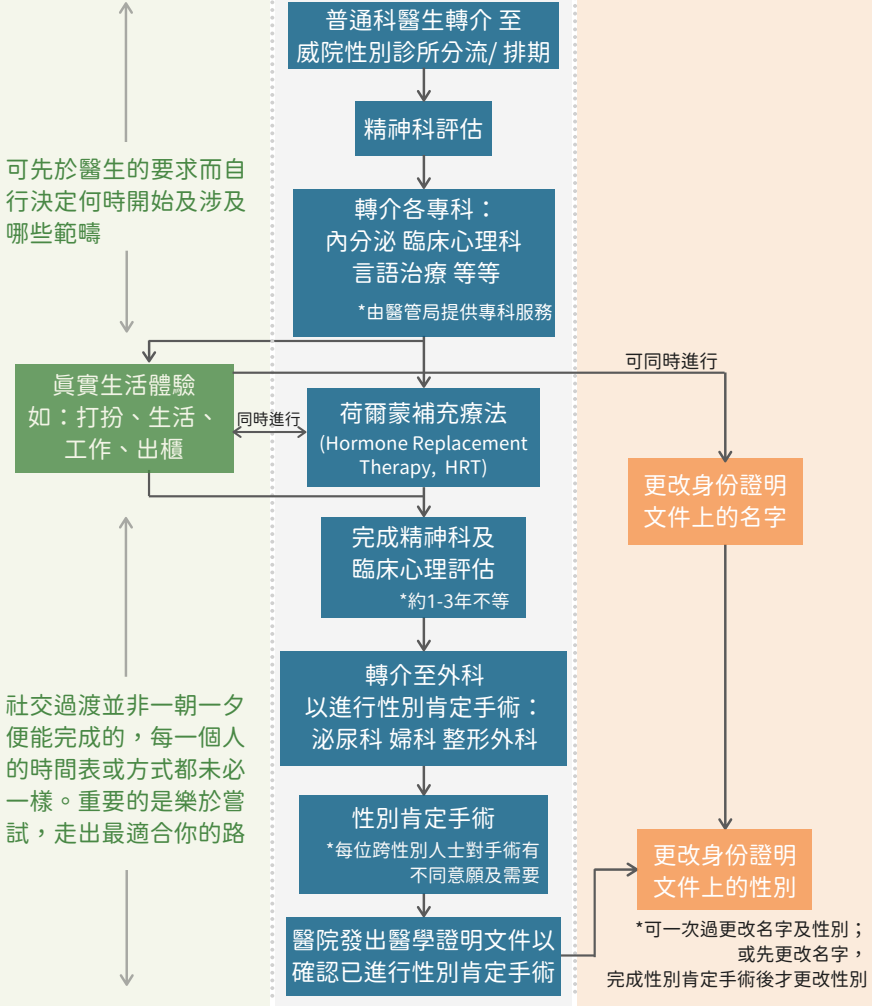 普通科醫生轉介 至
威院性別診所分流/ 排期
精神科評估
轉介各專科：
內分泌 臨床心理科
言語治療 等等
*由醫管局提供專科服務
可先於醫生的要求而自
行決定何時開始及涉及
哪些範疇
真實生活體驗
如：打扮、生活、
工作、出櫃
同時進行
荷爾蒙補充療法
(Hormone Replacement
Therapy, HRT)
可同時進行
更改身份證明
文件上的名字
完成精神科及
臨床心理評估
*約1-3年不等
轉介至外科
以進行性別肯定手術：
泌尿科 婦科 整形外科
社交過渡並非一朝一夕
便能完成的，每一個人
的時間表或方式都未必
一樣。重要的是樂於嘗
試，走出最適合你的路
性別肯定手術
*每位跨性別人士對手術有
不同意願及需要
醫院發出醫學證明文件以
確認已進行性別肯定手術
更改身份證明
文件上的性別
*可一次過更改名字及性別；
或先更改名字，
完成性別肯定手術後才更改性別